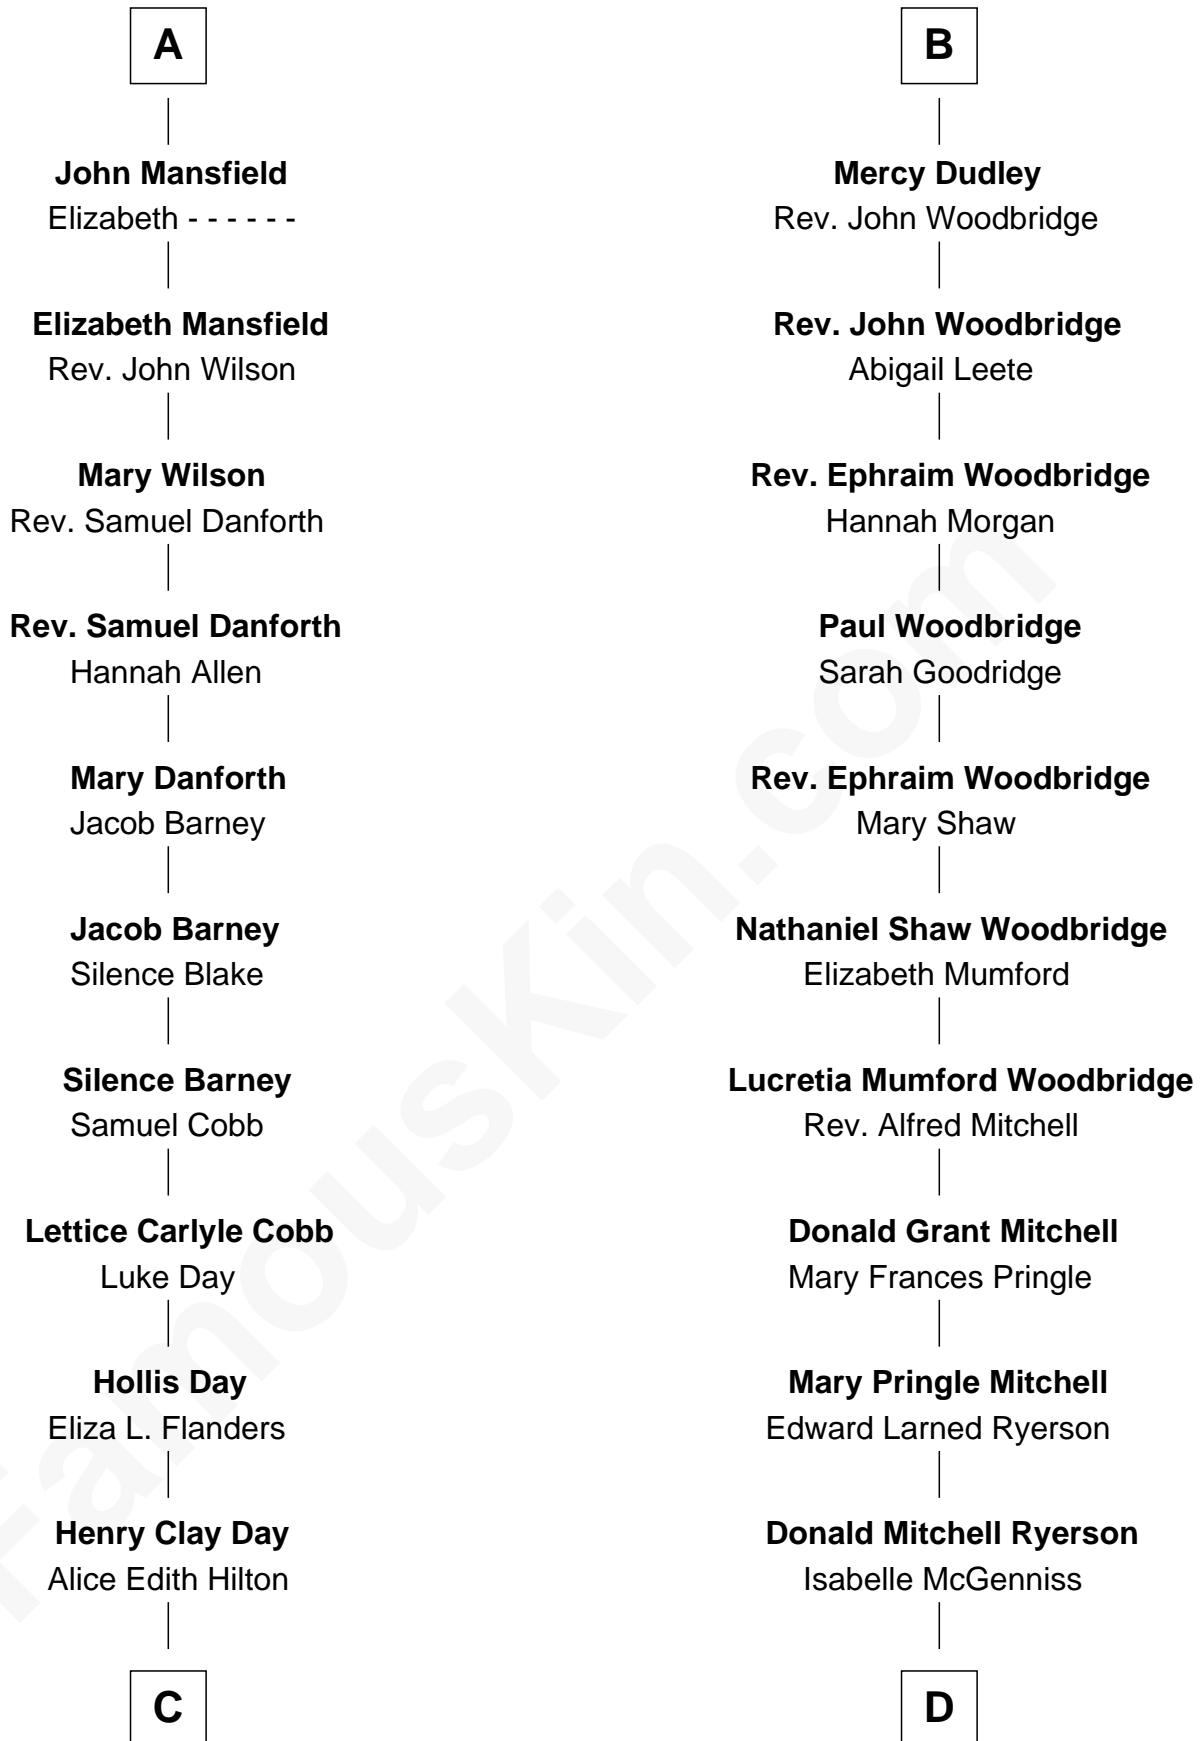 A
John Mansfield
Elizabeth - - - - - -
Elizabeth Mansfield
Rev. John Wilson
Mary Wilson
Rev. Samuel Danforth
Rev. Samuel Danforth
Hannah Allen
Mary Danforth
Jacob Barney
Jacob Barney
Silence Blake
Silence Barney
Samuel Cobb
Lettice Carlyle Cobb
Luke Day
Hollis Day
Eliza L. Flanders
Henry Clay Day
Alice Edith Hilton
C
B
Mercy Dudley
Rev. John Woodbridge
Rev. John Woodbridge
Abigail Leete
Rev. Ephraim Woodbridge
Hannah Morgan
Paul Woodbridge
Sarah Goodridge
Rev. Ephraim Woodbridge
Mary Shaw
Nathaniel Shaw Woodbridge
Elizabeth Mumford
Lucretia Mumford Woodbridge
Rev. Alfred Mitchell
Donald Grant Mitchell
Mary Frances Pringle
Mary Pringle Mitchell
Edward Larned Ryerson
Donald Mitchell Ryerson
Isabelle McGenniss
D
FamousKin.com